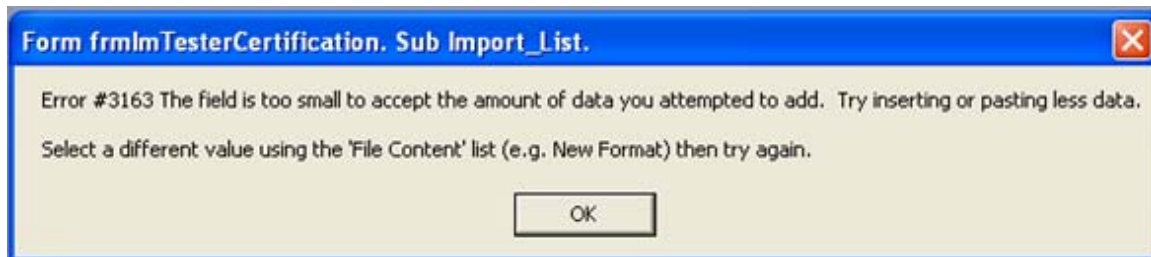 Form frmImTesterCertification. Sub Import_List.
Error #3163 The field is too small to accept the amount of data you attempted to add.  Try inserting or pasting less data.
Select a different value using the 'File Content' list (e.g. New Format) then try again.
OK